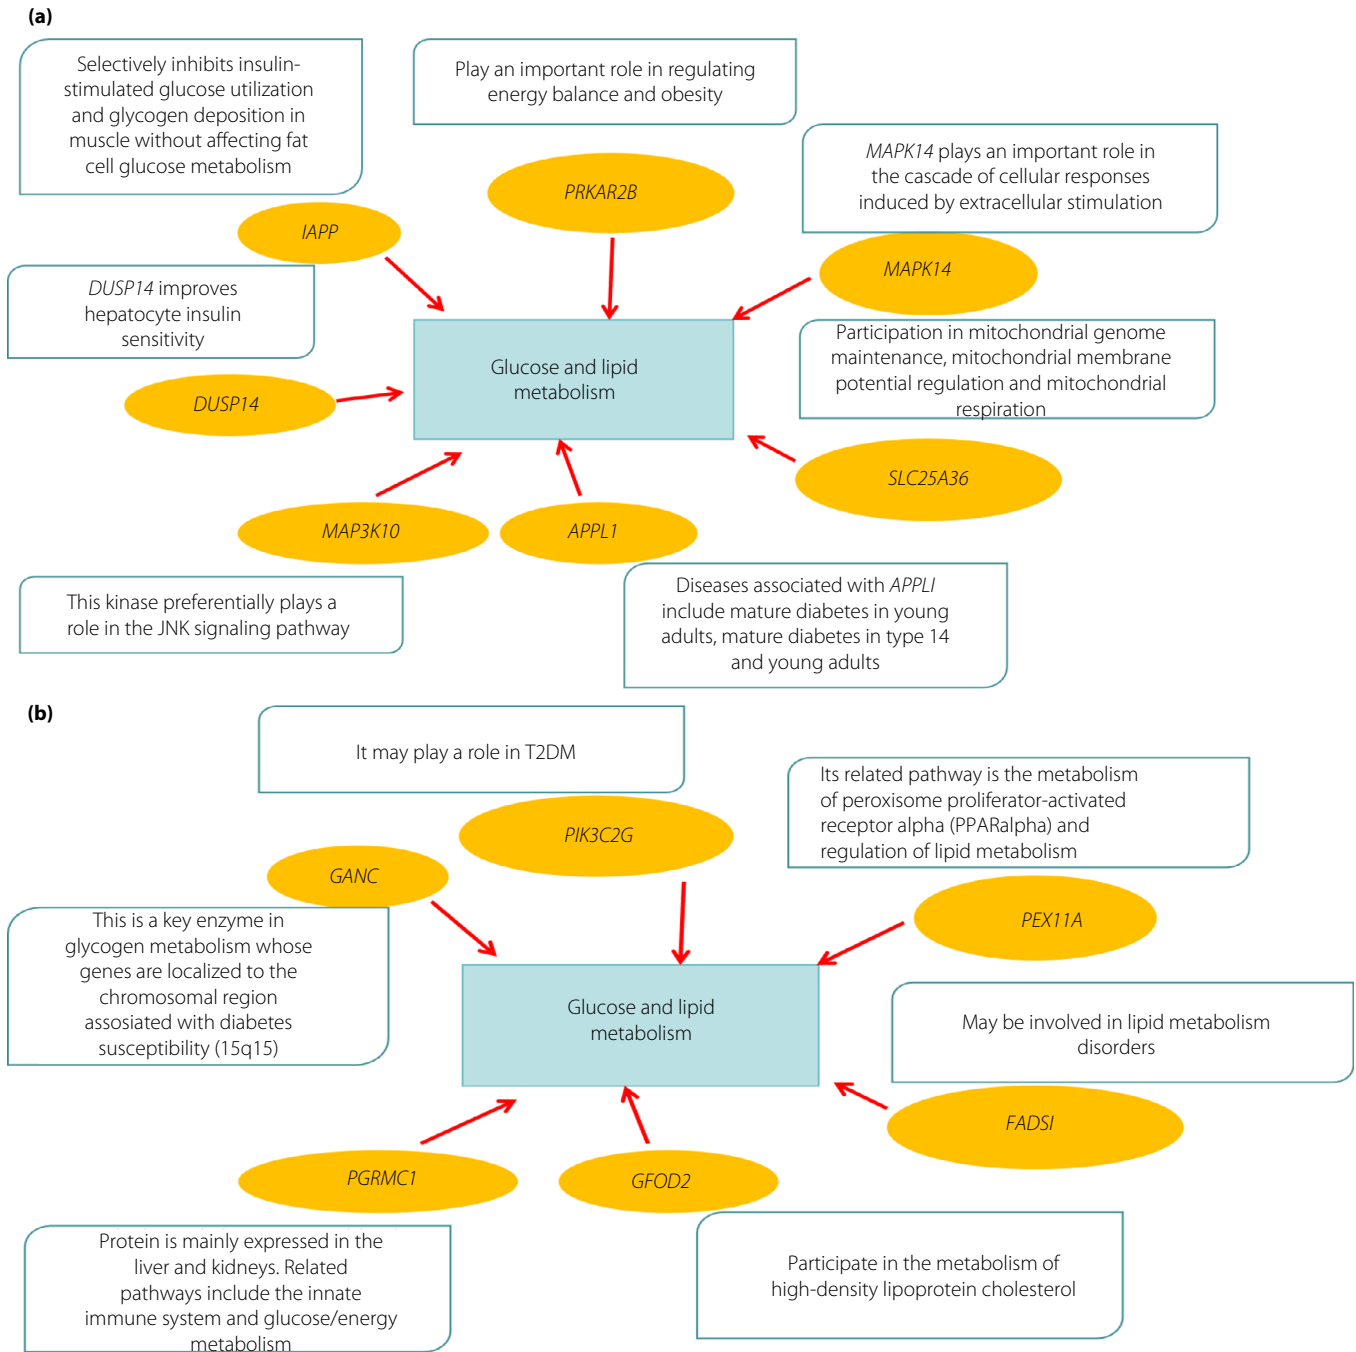 (a)
Selectively inhibits insulin-
stimulated glucose utilization
and glycogen deposition in
muscle without affecting fat
cell glucose metabolism
Play an important role in regulating
energy balance and obesity
MAPK14 plays an important role in
the cascade of cellular responses
induced by extracellular stimulation
PRKAR2B
IAPP
MAPK14
DUSP14 improves
hepatocyte insulin
sensitivity
Participation in mitochondrial genome
maintenance, mitochondrial membrane
potential regulation and mitochondrial
respiration
Glucose and lipid
metabolism
DUSP14
SLC25A36
MAP3K10
APPL1
This kinase preferentially plays a
role in the JNK signaling pathway
Diseases associated with APPLI
include mature diabetes in young
adults, mature diabetes in type 14
and young adults
(b)
It may play a role in T2DM
Its related pathway is the metabolism
of peroxisome proliferator-activated
receptor alpha (PPARalpha) and
regulation of lipid metabolism
PIK3C2G
GANC
PEX11A
This is a key enzyme in
glycogen metabolism whose
genes are localized to the
chromosomal region
assosiated with diabetes
susceptibility (15q15)
Glucose and lipid
metabolism
May be involved in lipid metabolism
disorders
FADSI
PGRMC1
GFOD2
Protein is mainly expressed in the
liver and kidneys. Related
pathways include the innate
immune system and glucose/energy
metabolism
Participate in the metabolism of
high-density lipoprotein cholesterol